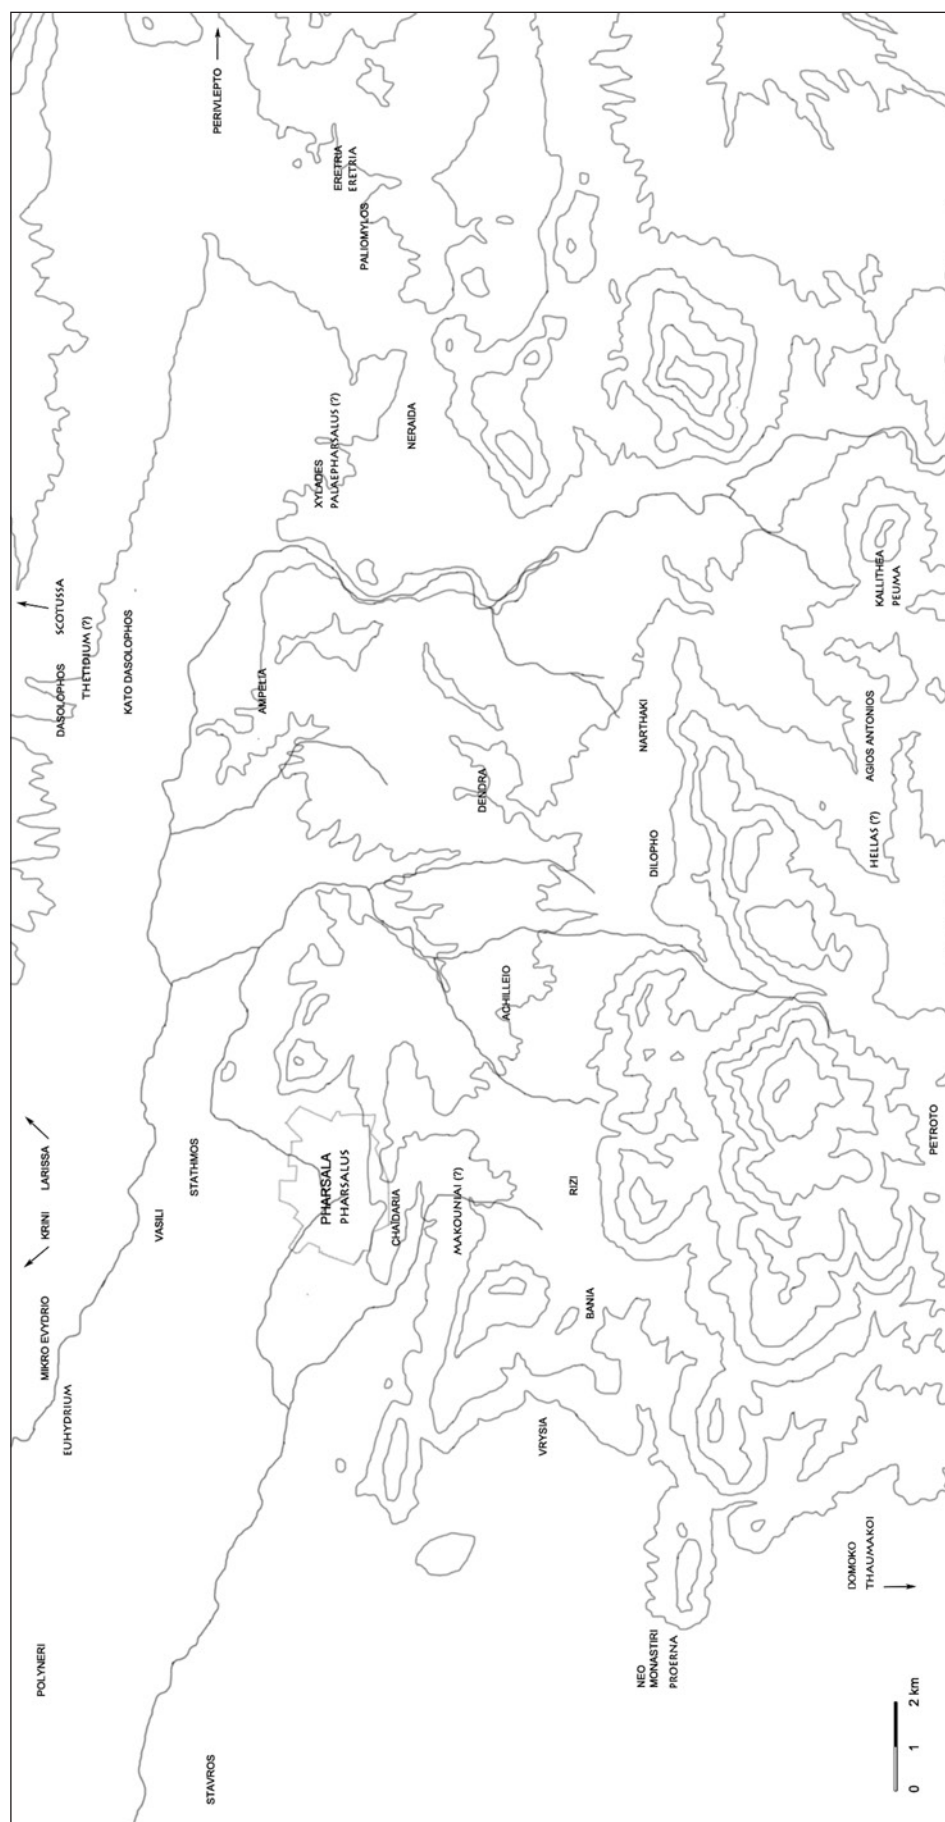 POLYNERI
MIKRO EVYDRIO
EUHYDRIUM
KRINI
LARISSA
DASOLOPHOS
SCOTUSSA
THETIDIUM (?)
KATO DASOLOPHOS
VASILI
STATHMOS
STAVROS
PERIVLEPTO
AMPELIA
PHARSALA
PHARSALUS
XYLADES
PALAEPHARSALUS (?)
ERETRIA
ERETRIA
PALIOMYLOS
CHAÏDARIA
NERAIDA
MAKOUNIAI (?)
DENDRA
ACHILLEIO
VRYSIA
RIZI
BANIA
NEO
MONASTIRI
PROERNA
DILOPHO
NARTHAKI
DOMOKO
THAUMAKOI
HELLAS (?)
AGIOS ANTONIOS
KALLITHEA
PEUMA
PETROTO
0 1 2 km